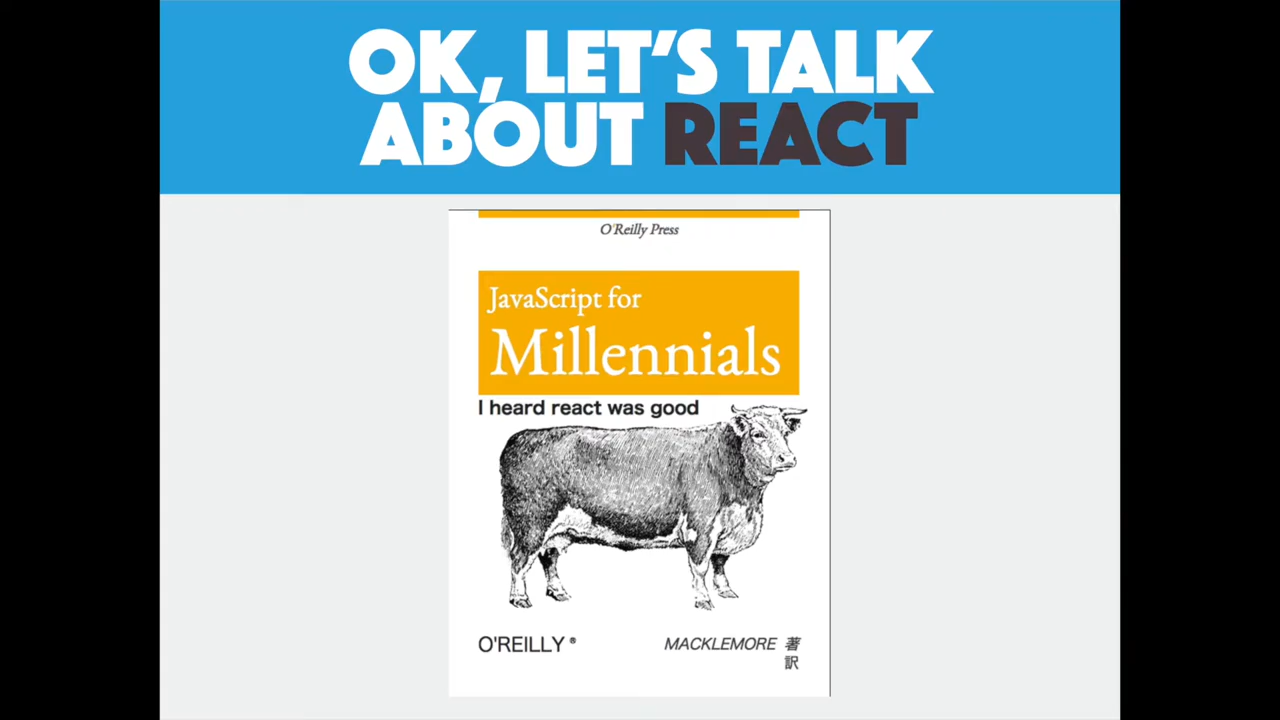 OK, LET'S TALK
ABOUT REACT
O'Reilly Press
JavaScript for
Millennials
I heard react was good
O'REILLY ®
MACKLEMORE 著
訳